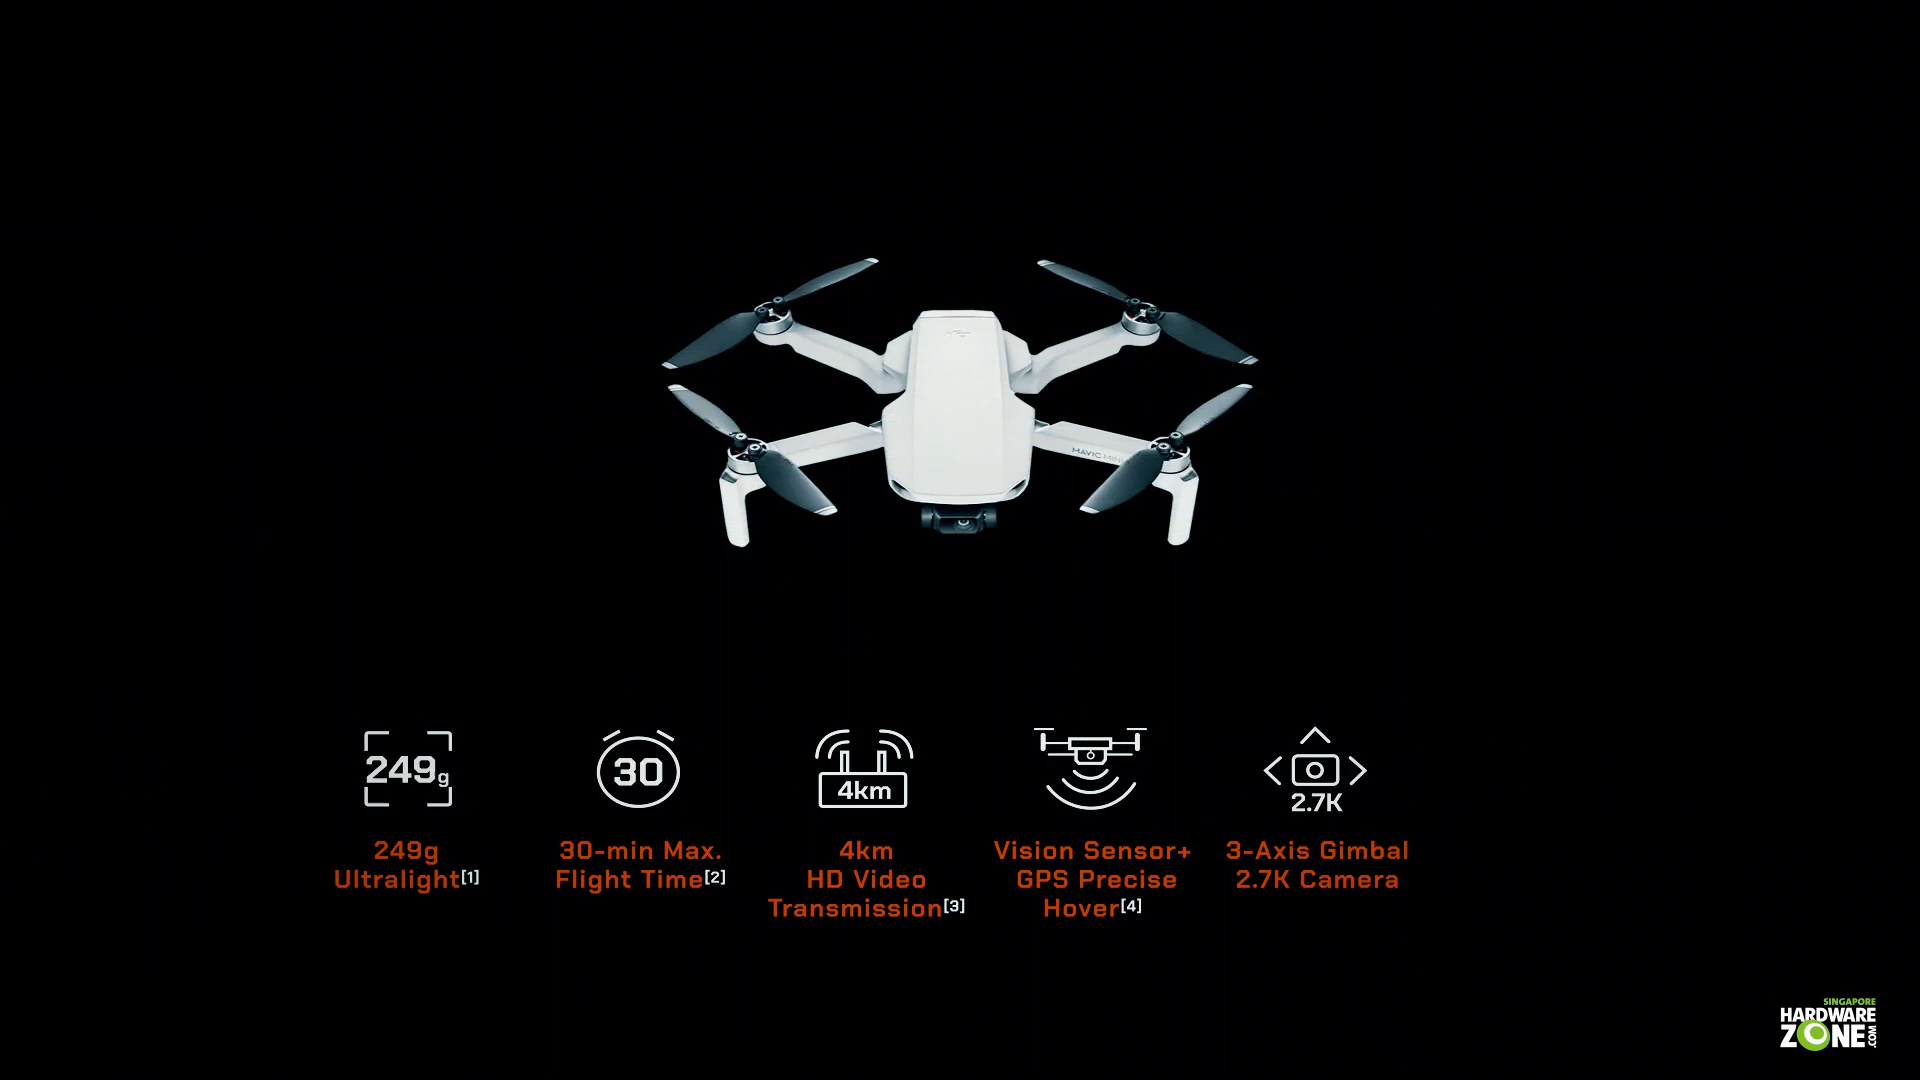 MAVIC MINI
249g
30
4km
2.7K
249g
Ultralight[1]
30-min Max.
Flight Time[2]
4km
HD Video
Transmission[3]
Vision Sensor+
GPS Precise
Hover[4]
3-Axis Gimbal
2.7K Camera
SINGAPORE
HARDWARE
ZONE.COM